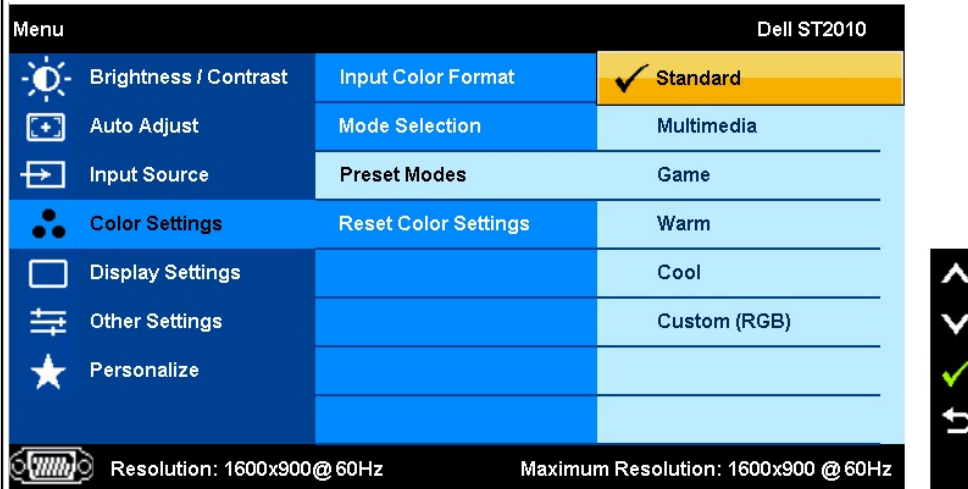 Menu Dell ST2010
Brightness / Contrast Input Color Format Standard
Auto Adjust Mode Selection Multimedia
Input Source Preset Modes Game
Color Settings Reset Color Settings Warm
Display Settings Cool
Other Settings Custom (RGB)
Personalize
Resolution: 1600x900@60Hz Maximum Resolution: 1600x900 @60Hz